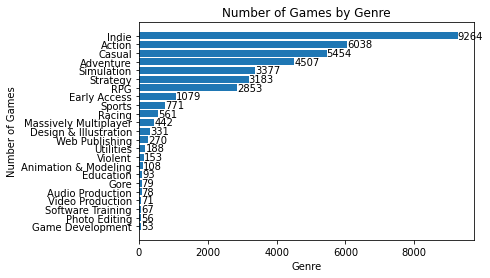 Number of Games by Genre
Number of Games
Indie 9264
Action 6038
Casual 5454
Adventure 4507
Simulation 3377
Strategy 3183
RPG 2853
Early Access 1079
Sports 771
Racing 561
Massively Multiplayer 442
Design & Illustration 331
Web Publishing 270
Utilities 188
Violent 153
Animation & Modeling 108
Education 93
Gore 79
Audio Production 78
Video Production 71
Software Training 67
Photo Editing 56
Game Development 53
0 2000 4000 6000 8000
Genre